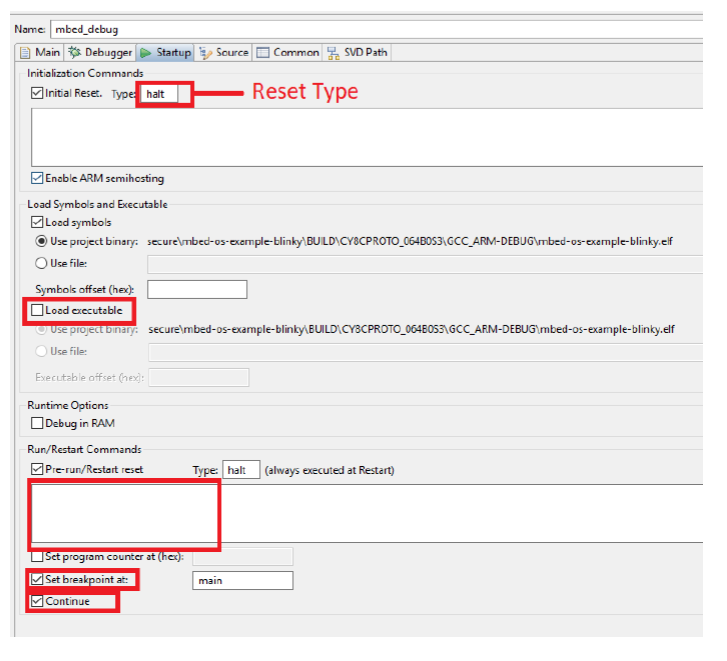 Name: mbed_debug
Main Debugger Startup Source Common SVD Path
Initialization Commands
Initial Reset. Type: halt Reset Type
Enable ARM semihosting
Load Symbols and Executable
Load symbols
Use project binary: secure\mbed-os-example-blinky\BUILD\CY8CPROTO_064B0S3\GCC_ARM-DEBUG\mbed-os-example-blinky.elf
Use file:
Symbols offset (hex):
Load executable
Use project binary: secure\mbed-os-example-blinky\BUILD\CY8CPROTO_064B0S3\GCC_ARM-DEBUG\mbed-os-example-blinky.elf
Use file:
Executable offset (hex):
Runtime Options
Debug in RAM
Run/Restart Commands
Pre-run/Restart reset Type: halt (always executed at Restart)
Set program counter at (hex):
Set breakpoint at: main
Continue